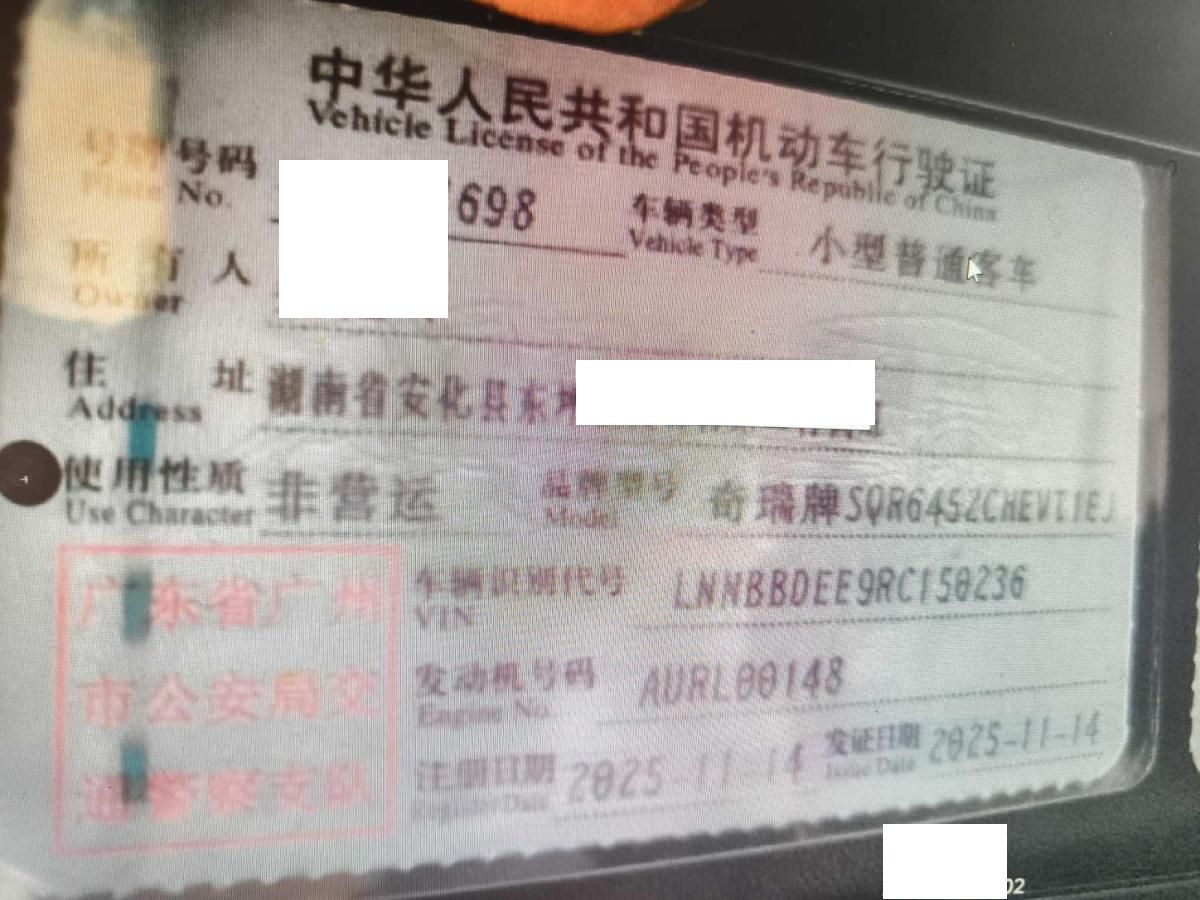 中华人民共和国机动车行驶证
Vehicle License of the People's Republic of China
号牌号码 698 车辆类型 小型普通客车
Plate No. Vehicle Type
所有人
Owner
住址 湖南省安化县东
Address
使用性质 非营运 品牌型号 奇瑞牌SQR6452CHEVT1EJ
Use Character Model
广东省广州 车辆识别代号 LNNBBDEE9RC150236
VIN
市公安局交 发动机号码 AURL00148
Engine No.
通警察支队 注册日期 2025-11-14 发证日期 2025-11-14
Register Date Issue Date
02